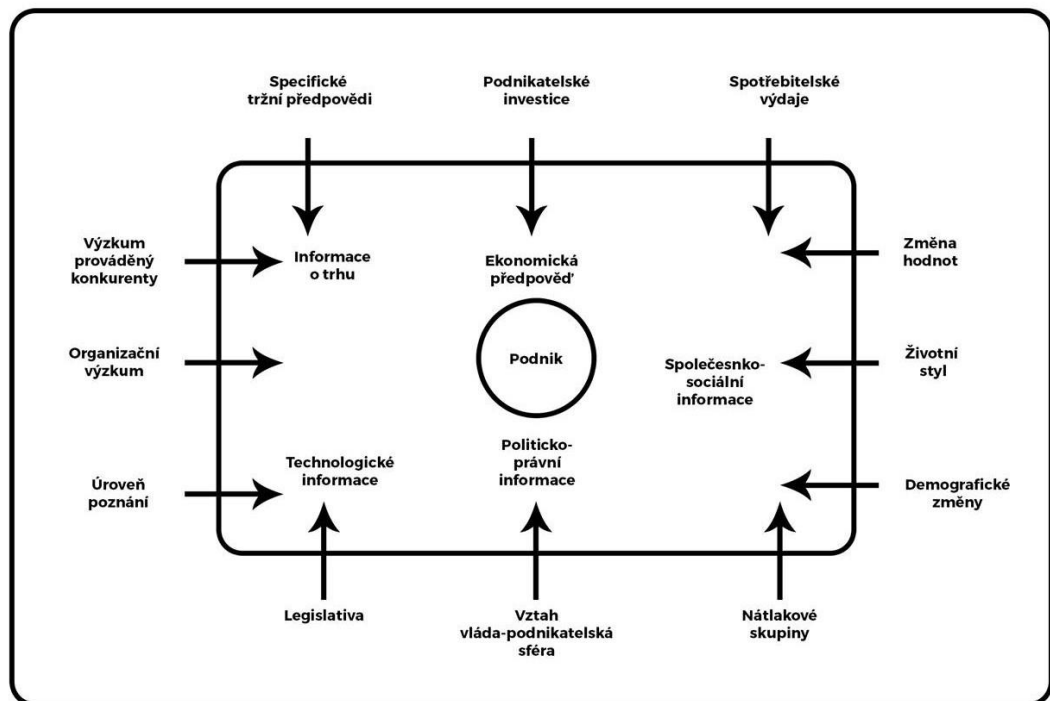 Specifické
tržní předpovědi
Podnikatelské
investice
Spotřebitelské
výdaje
Výzkum
prováděný
konkurenty
Informace
o trhu
Ekonomická
předpověď
Změna
hodnot
Organizační
výzkum
Podnik
Společesnko-
sociální
informace
Životní
styl
Úroveň
poznání
Technologické
informace
Politicko-
právní
informace
Demografické
změny
Legislativa
Vztah
vláda-podnikatelská
sféra
Nátlakové
skupiny